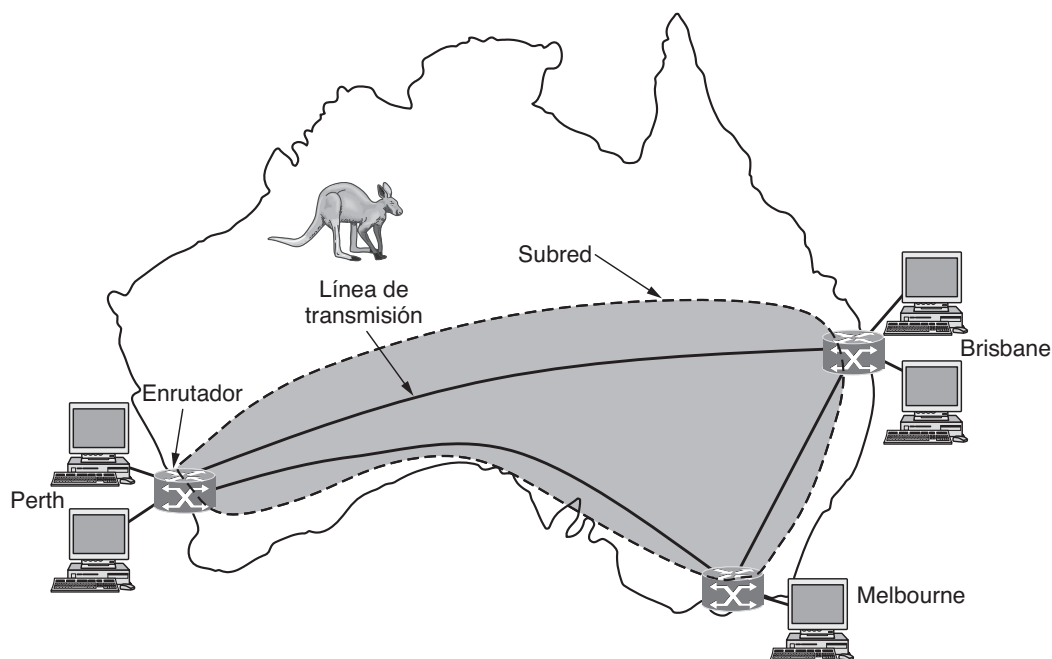 Subred
Línea de
transmisión
Brisbane
Enrutador
Perth
Melbourne